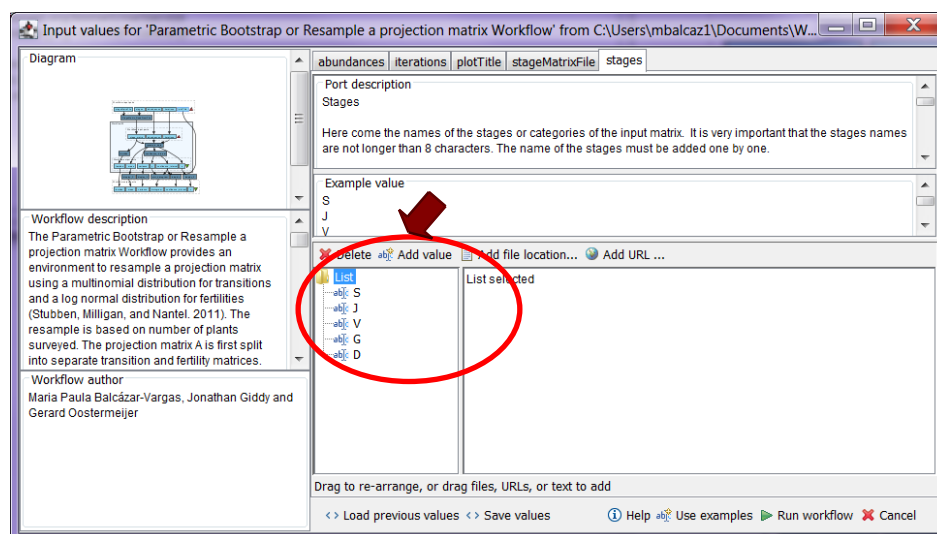 Input values for 'Parametric Bootstrap or Resample a projection matrix Workflow' from C:\Users\mbalcaz1\Documents\W...
Diagram
Workflow description
The Parametric Bootstrap or Resample a
projection matrix Workflow provides an
environment to resample a projection matrix
using a multinomial distribution for transitions
and a log normal distribution for fertilities
(Stubben, Milligan, and Nantel. 2011). The
resample is based on number of plants
surveyed. The projection matrix A is first split
into separate transition and fertility matrices.
Workflow author
Maria Paula Balcázar-Vargas, Jonathan Giddy and
Gerard Oostermeijer
abundances iterations plotTitle stageMatrixFile stages
Port description
Stages
Here come the names of the stages or categories of the input matrix. It is very important that the stages names
are not longer than 8 characters. The name of the stages must be added one by one.
Example value
S
J
V
Delete Add value Add file location... Add URL ...
List
S
J
V
G
D
List selected
Drag to re-arrange, or drag files, URLs, or text to add
Load previous values Save values Help Use examples Run workflow Cancel